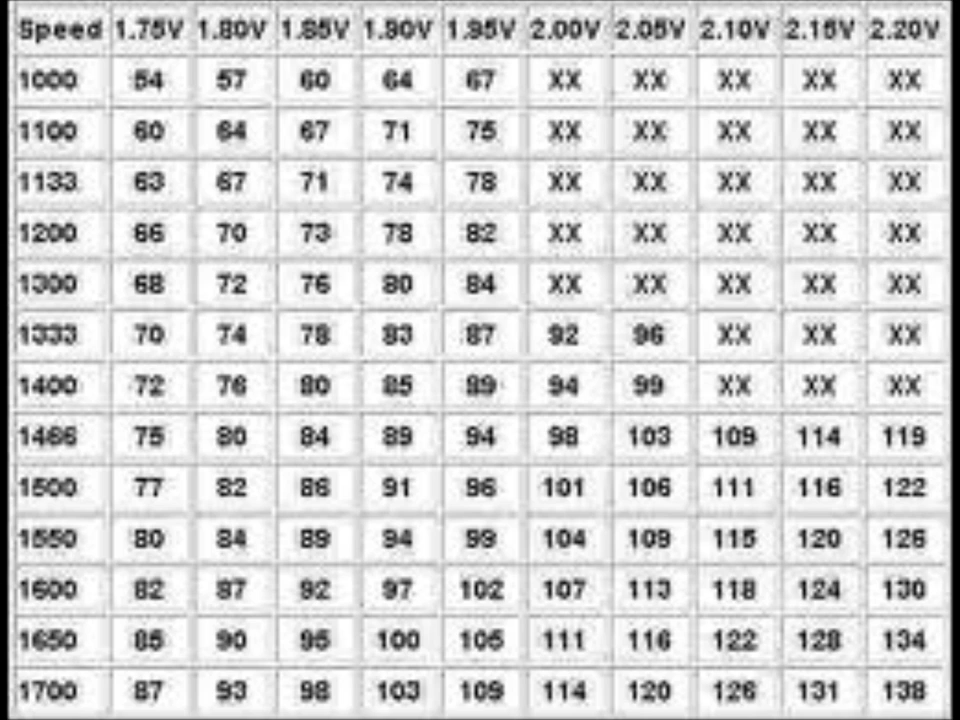 Speed 1.75V 1.80V 1.85V 1.90V 1.95V 2.00V 2.05V 2.10V 2.15V 2.20V
1000 54 57 60 64 67 XX XX XX XX XX
1100 60 64 67 71 75 XX XX XX XX XX
1133 63 67 71 74 78 XX XX XX XX XX
1200 66 70 73 78 82 XX XX XX XX XX
1300 68 72 76 80 84 XX XX XX XX XX
1333 70 74 78 83 87 92 96 XX XX XX
1400 72 76 80 85 89 94 99 XX XX XX
1466 75 80 84 89 94 98 103 109 114 119
1500 77 82 86 91 96 101 106 111 116 122
1550 80 84 89 94 99 104 109 115 120 126
1600 82 87 92 97 102 107 113 118 124 130
1650 85 90 95 100 105 111 116 122 128 134
1700 87 93 98 103 109 114 120 126 131 138